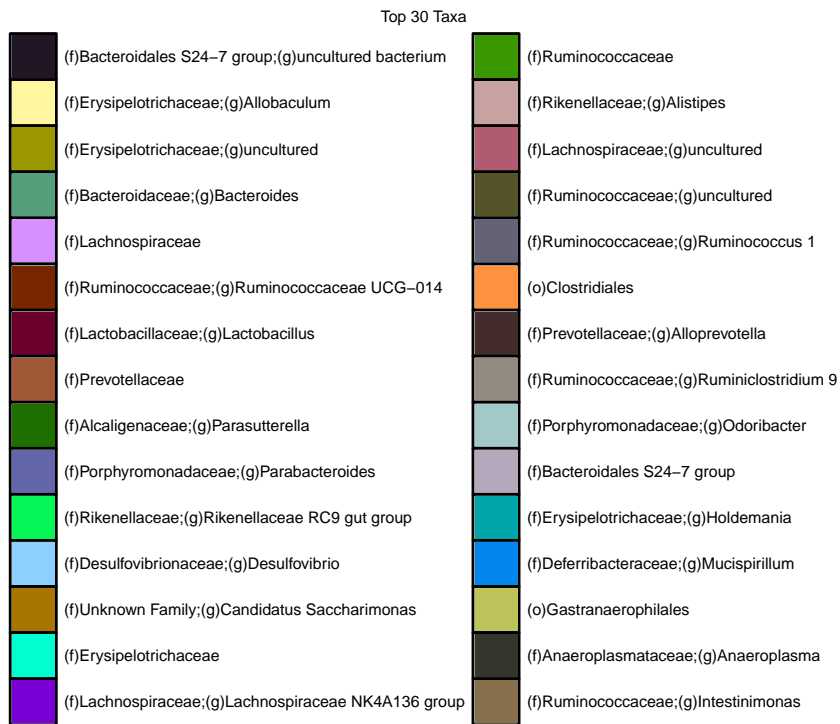 Top 30 Taxa
(f)Bacteroidales S24−7 group;(g)uncultured bacterium
(f)Erysipelotrichaceae;(g)Allobaculum
(f)Erysipelotrichaceae;(g)uncultured
(f)Bacteroidaceae;(g)Bacteroides
(f)Lachnospiraceae
(f)Ruminococcaceae;(g)Ruminococcaceae UCG−014
(f)Lactobacillaceae;(g)Lactobacillus
(f)Prevotellaceae
(f)Alcaligenaceae;(g)Parasutterella
(f)Porphyromonadaceae;(g)Parabacteroides
(f)Rikenellaceae;(g)Rikenellaceae RC9 gut group
(f)Desulfovibrionaceae;(g)Desulfovibrio
(f)Unknown Family;(g)Candidatus Saccharimonas
(f)Erysipelotrichaceae
(f)Lachnospiraceae;(g)Lachnospiraceae NK4A136 group
(f)Ruminococcaceae
(f)Rikenellaceae;(g)Alistipes
(f)Lachnospiraceae;(g)uncultured
(f)Ruminococcaceae;(g)uncultured
(f)Ruminococcaceae;(g)Ruminococcus 1
(o)Clostridiales
(f)Prevotellaceae;(g)Alloprevotella
(f)Ruminococcaceae;(g)Ruminiclostridium 9
(f)Porphyromonadaceae;(g)Odoribacter
(f)Bacteroidales S24−7 group
(f)Erysipelotrichaceae;(g)Holdemania
(f)Deferribacteraceae;(g)Mucispirillum
(o)Gastranaerophilales
(f)Anaeroplasmataceae;(g)Anaeroplasma
(f)Ruminococcaceae;(g)Intestinimonas